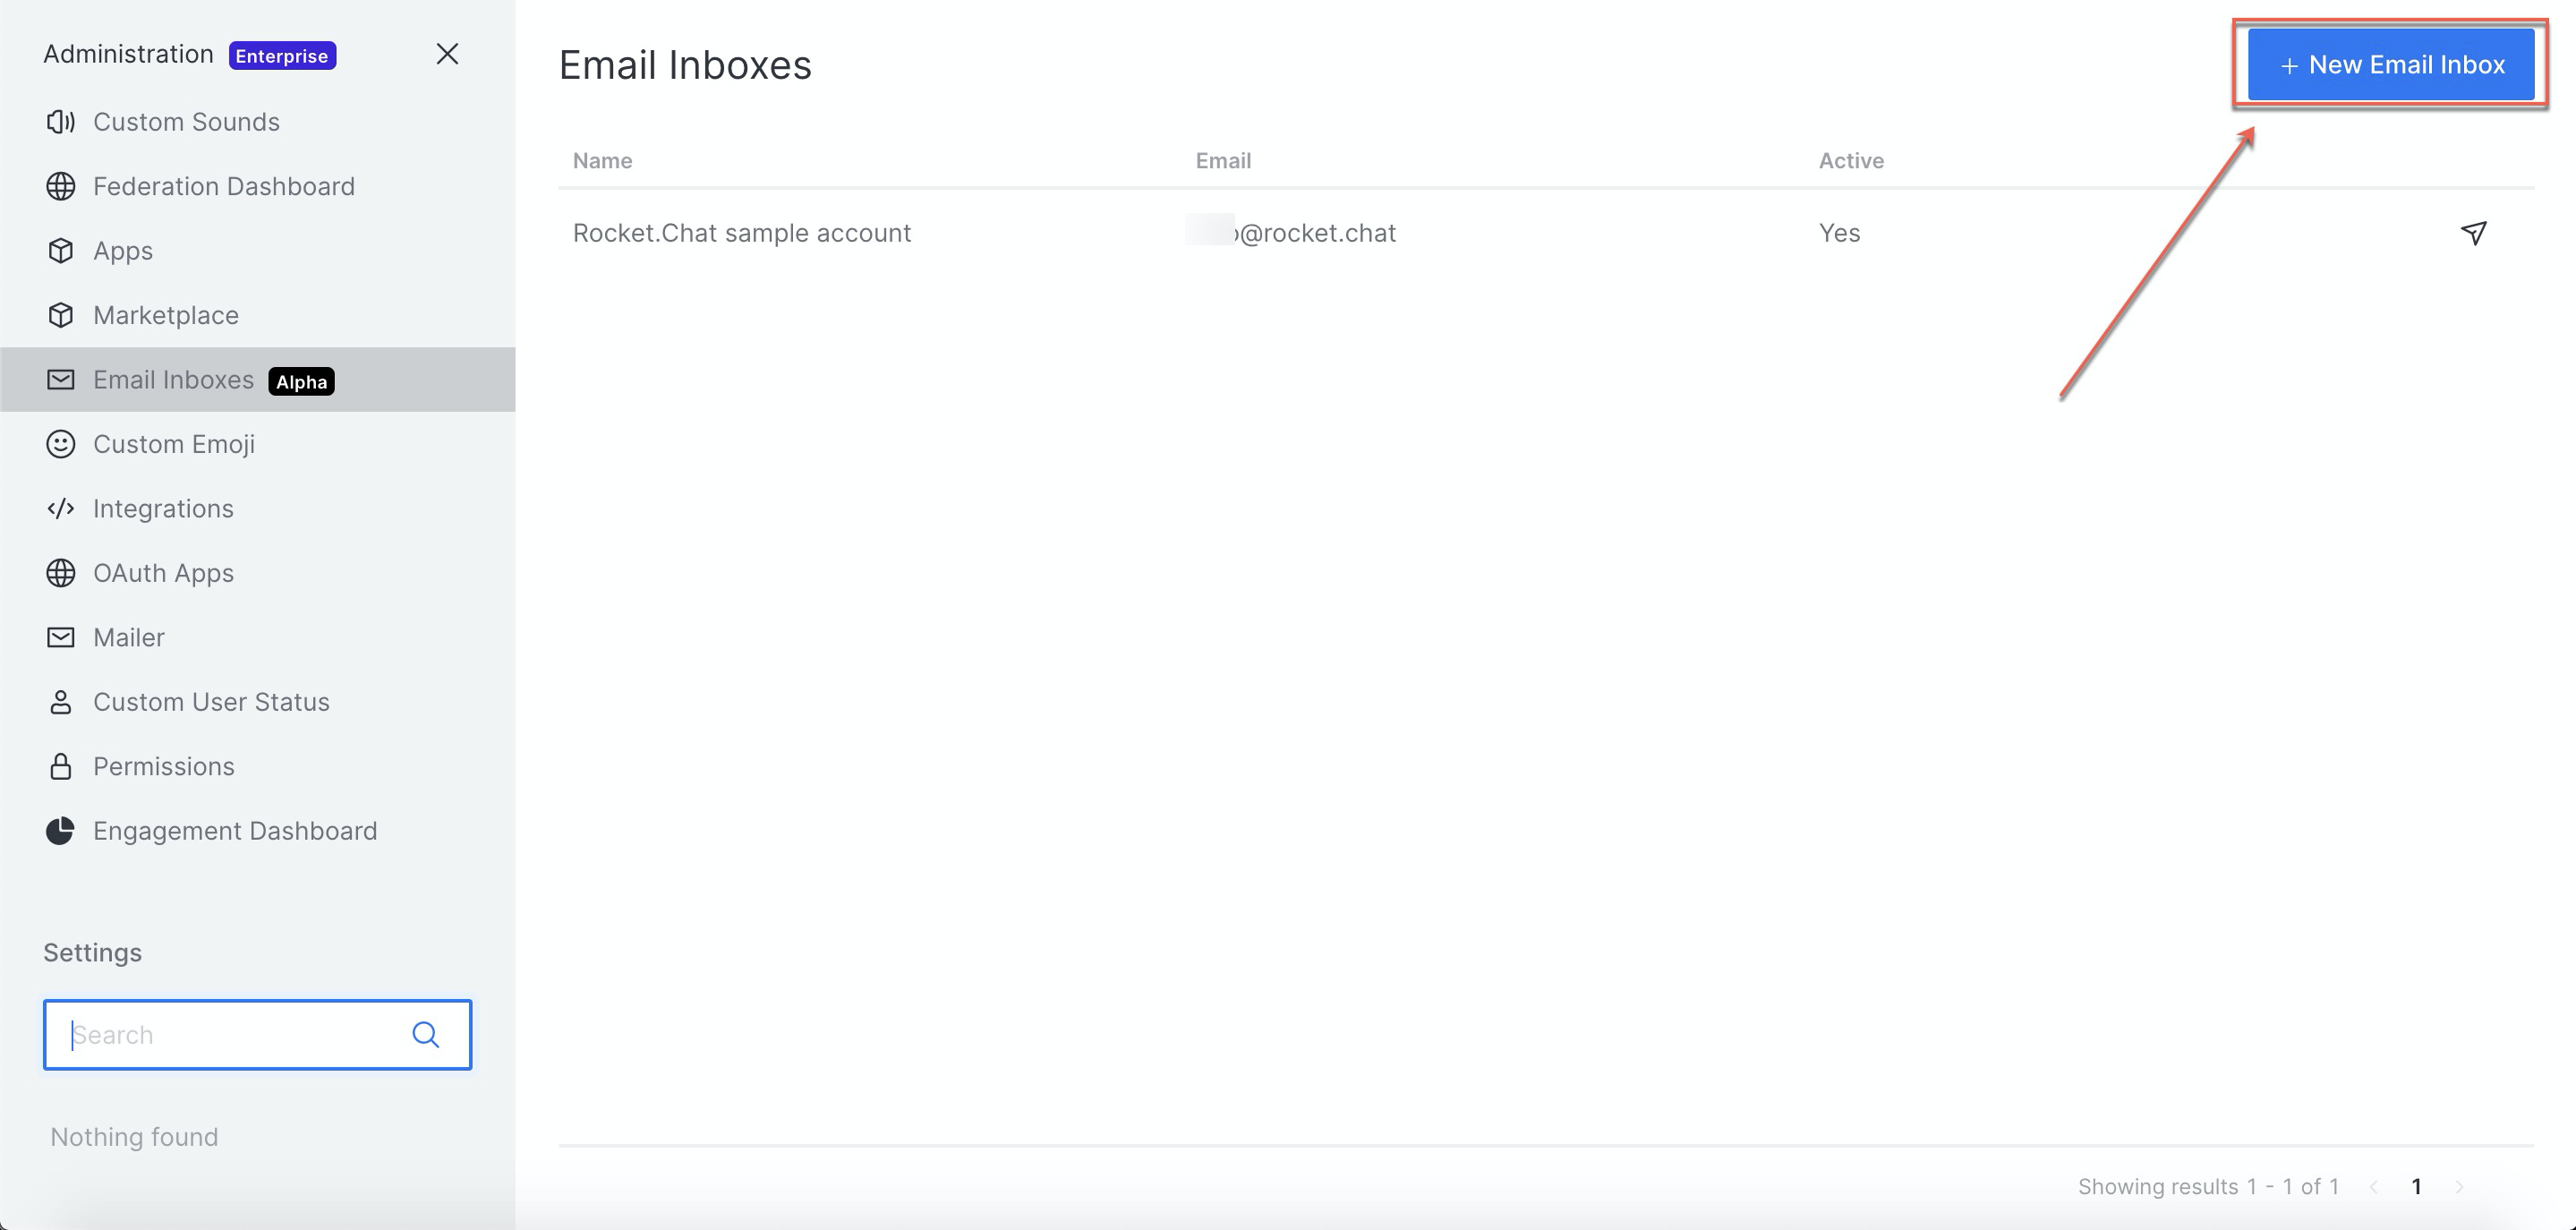 Administration Enterprise
Custom Sounds
Federation Dashboard
Apps
Marketplace
Email Inboxes Alpha
Custom Emoji
Integrations
OAuth Apps
Mailer
Custom User Status
Permissions
Engagement Dashboard
Settings
Search
Nothing found
Email Inboxes
+ New Email Inbox
Name Email Active
Rocket.Chat sample account @rocket.chat Yes
Showing results 1 - 1 of 1 < 1 >